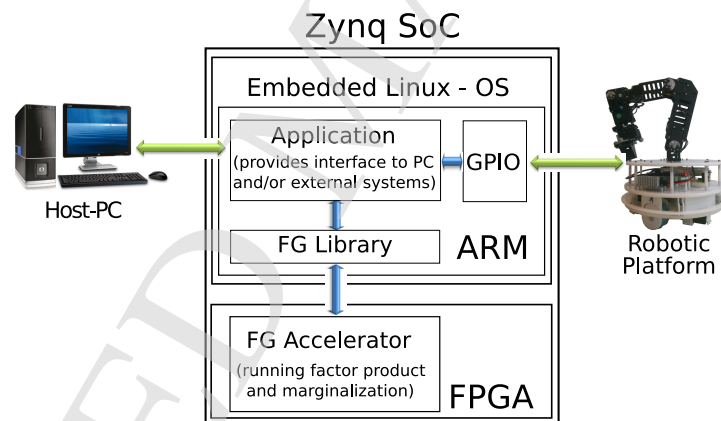 Zynq SoC
Embedded Linux - OS
Application
(provides interface to PC
and/or external systems)
GPIO
Host-PC
FG Library
ARM
Robotic
Platform
FG Accelerator
(running factor product
and marginalization)
FPGA